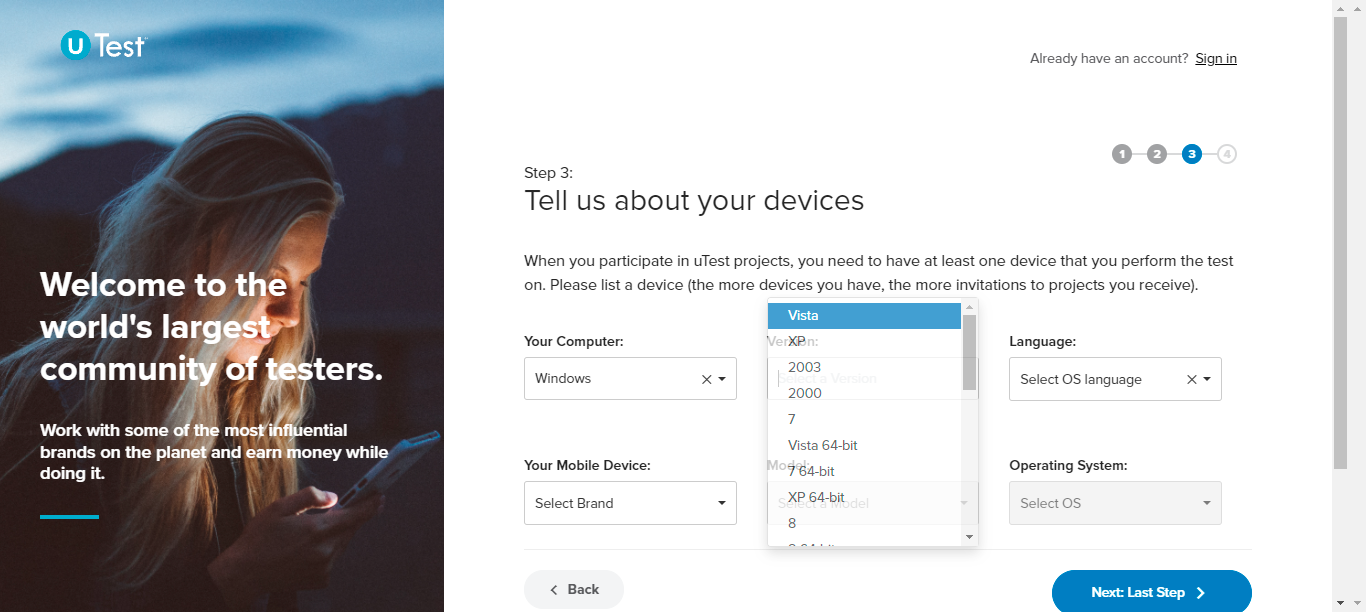 uTest
Already have an account? Sign in
1 2 3 4
Step 3:
Tell us about your devices
When you participate in uTest projects, you need to have at least one device that you perform the test
on. Please list a device (the more devices you have, the more invitations to projects you receive).
Welcome to the
world's largest
community of testers.
Work with some of the most influential
brands on the planet and earn money while
doing it.
Your Computer:
Windows
Version:
Select a Version
Vista
XP
2003
2000
7
Vista 64-bit
7 64-bit
XP 64-bit
8
Language:
Select OS language
Your Mobile Device:
Select Brand
Model:
Select a Model
Operating System:
Select OS
Back
Next: Last Step